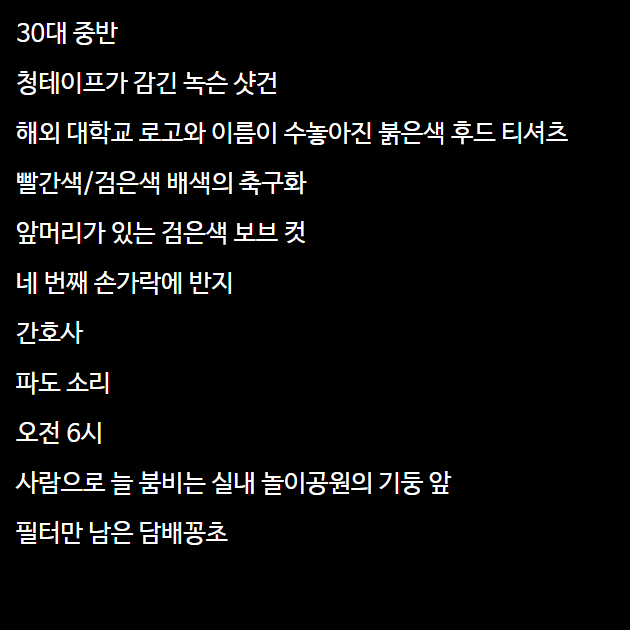 30대 중반
청테이프가 감긴 녹슨 샷건
해외 대학교 로고와 이름이 수놓아진 붉은색 후드 티셔츠
빨간색/검은색 배색의 축구화
앞머리가 있는 검은색 보브 컷
네 번째 손가락에 반지
간호사
파도 소리
오전 6시
사람으로 늘 붐비는 실내 놀이공원의 기둥 앞
필터만 남은 담배꽁초